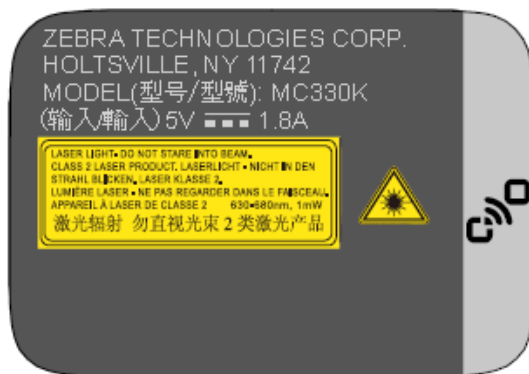 ZEBRA TECHNOLOGIES CORP.
HOLTSVILLE, NY 11742
MODEL(型号/型號): MC330K
(输入/輸入) 5V ⎓ 1.8A
LASER LIGHT - DO NOT STARE INTO BEAM.
CLASS 2 LASER PRODUCT. LASERLICHT - NICHT IN DEN
STRAHL BLICKEN, LASER KLASSE 2.
LUMIÈRE LASER - NE PAS REGARDER DANS LE FAISCEAU.
APPAREIL À LASER DE CLASSE 2 630-680nm, 1mW
激光辐射 勿直视光束 2 类激光产品